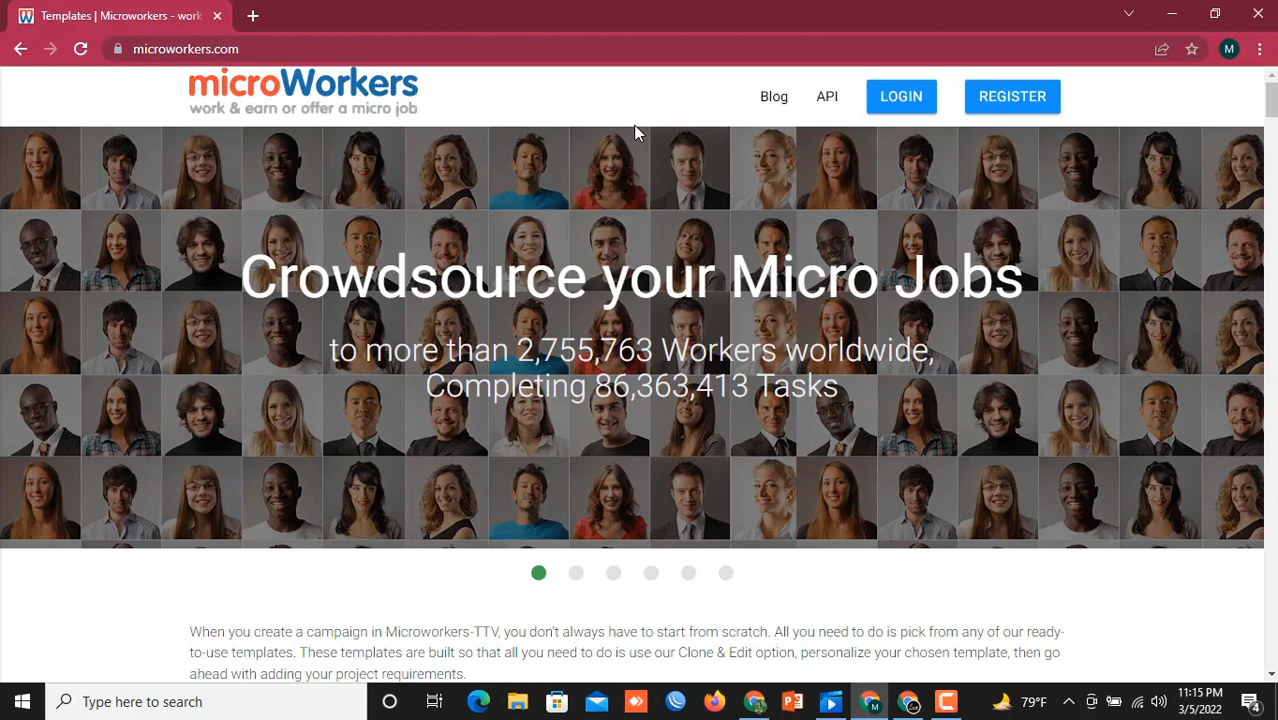 Templates | Microworkers - work
microworkers.com
M
microWorkers
work & earn or offer a micro job
Blog
API
LOGIN
REGISTER
Crowdsource your Micro Jobs
to more than 2,755,763 Workers worldwide,
Completing 86,363,413 Tasks
When you create a campaign in Microworkers-TTV, you don't always have to start from scratch. All you need to do is pick from any of our ready-
to-use templates. These templates are built so that all you need to do is use our Clone & Edit option, personalize your chosen template, then go
ahead with adding your project requirements.
Type here to search
79°F
11:15 PM
3/5/2022
4